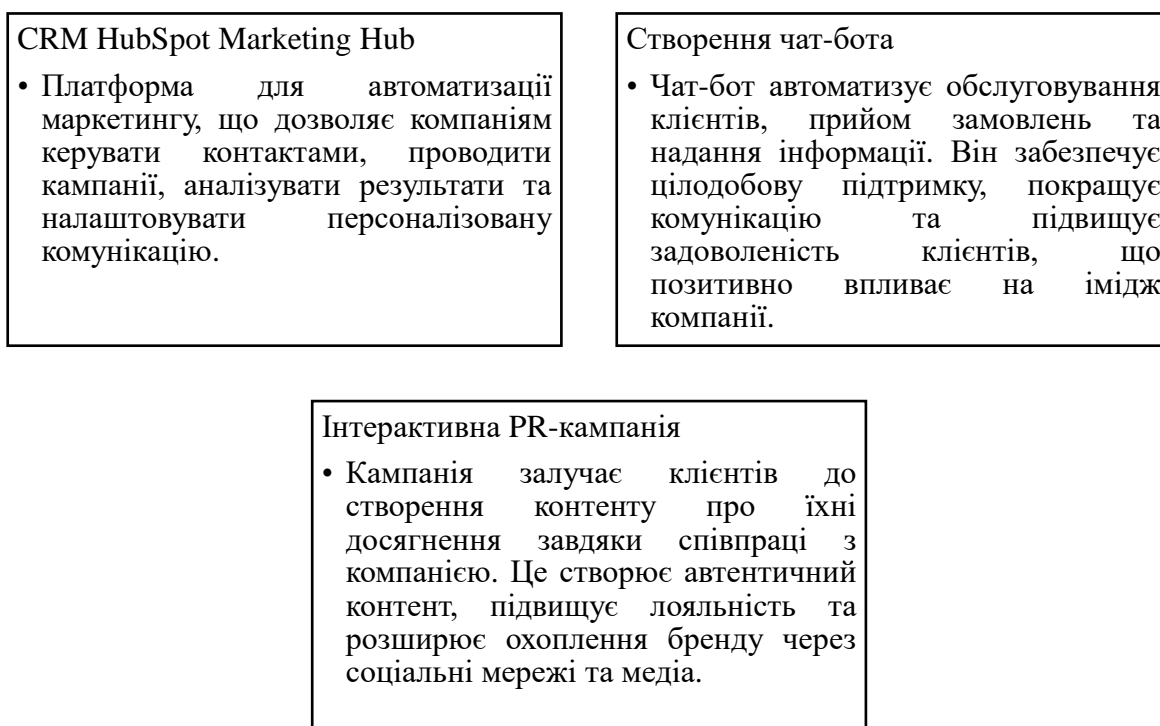 CRM HubSpot Marketing Hub
• Платформа для автоматизації
маркетингу, що дозволяє компаніям
керувати контактами, проводити
кампанії, аналізувати результати та
налаштовувати персоналізовану
комунікацію.
Створення чат-бота
• Чат-бот автоматизує обслуговування
клієнтів, прийом замовлень та
надання інформації. Він забезпечує
цілодобову підтримку, покращує
комунікацію та підвищує
задоволеність клієнтів, що
позитивно впливає на імідж
компанії.
Інтерактивна PR-кампанія
• Кампанія залучає клієнтів до
створення контенту про їхні
досягнення завдяки співпраці з
компанією. Це створює автентичний
контент, підвищує лояльність та
розширює охоплення бренду через
соціальні мережі та медіа.